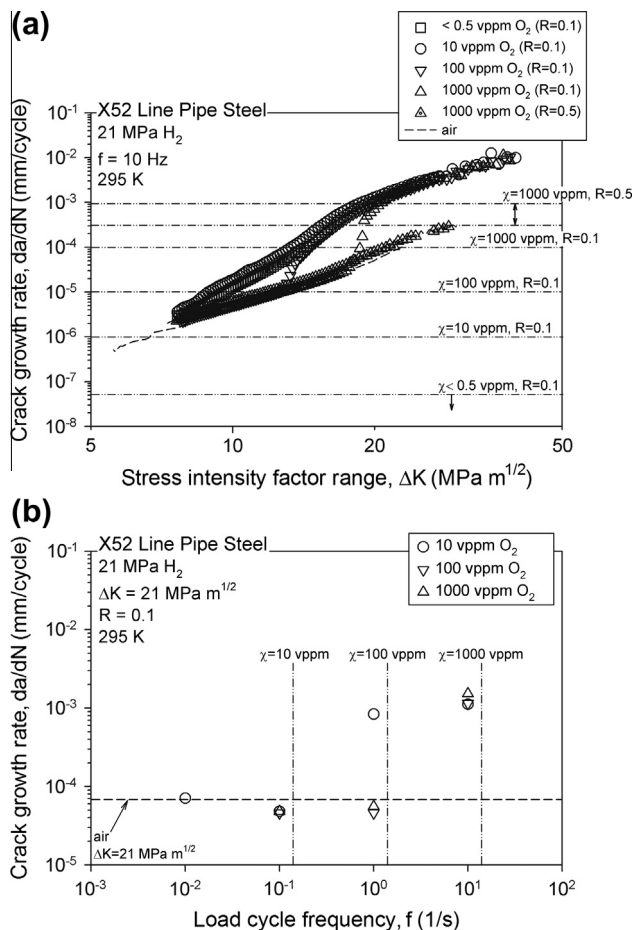 (a)
□ < 0.5 vppm O₂ (R=0.1)
○ 10 vppm O₂ (R=0.1)
▽ 100 vppm O₂ (R=0.1)
△ 1000 vppm O₂ (R=0.1)
△ 1000 vppm O₂ (R=0.5)
air
X52 Line Pipe Steel
21 MPa H₂
f = 10 Hz
295 K
10⁻¹
10⁻²
10⁻³
10⁻⁴
10⁻⁵
10⁻⁶
10⁻⁷
10⁻⁸
Crack growth rate, da/dN (mm/cycle)
χ=1000 vppm, R=0.5
χ=1000 vppm, R=0.1
χ=100 vppm, R=0.1
χ=10 vppm, R=0.1
χ< 0.5 vppm, R=0.1
5 10 20 50
Stress intensity factor range, ΔK (MPa m^1/2)
(b)
X52 Line Pipe Steel
21 MPa H₂
ΔK = 21 MPa m^1/2
R = 0.1
295 K
○ 10 vppm O₂
▽ 100 vppm O₂
△ 1000 vppm O₂
χ=10 vppm χ=100 vppm χ=1000 vppm
10⁻¹
10⁻²
10⁻³
10⁻⁴
10⁻⁵
Crack growth rate, da/dN (mm/cycle)
air
ΔK=21 MPa m^1/2
10⁻³ 10⁻² 10⁻¹ 10⁰ 10¹ 10²
Load cycle frequency, f (1/s)